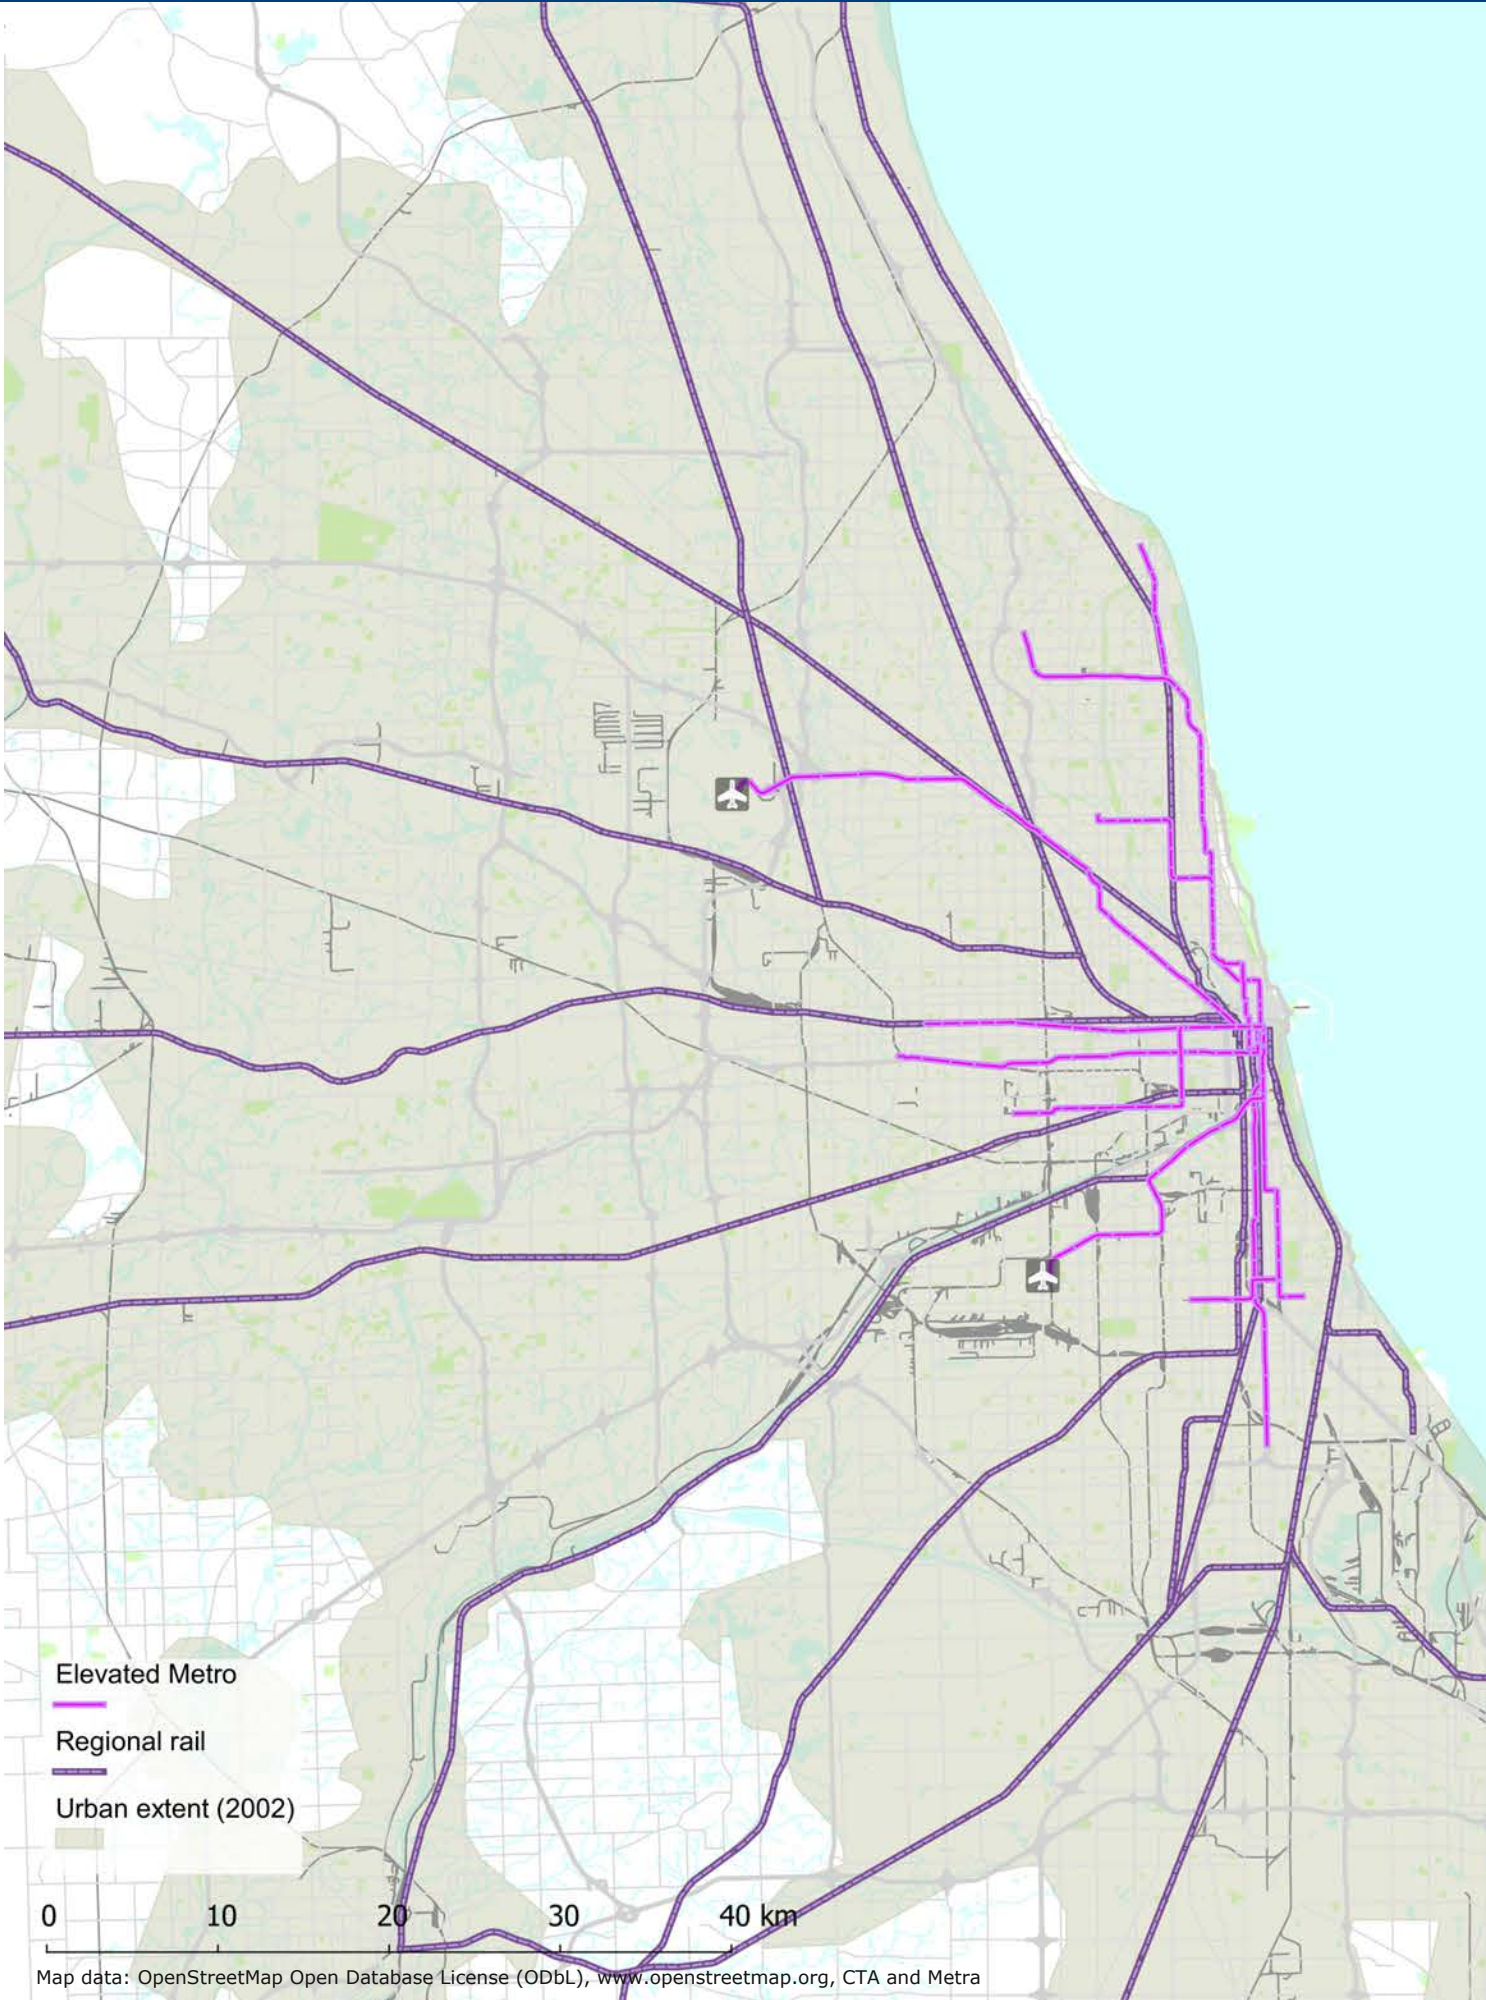 Elevated Metro
Regional rail
Urban extent (2002)
0 10 20 30 40 km
Map data: OpenStreetMap Open Database License (ODbL), www.openstreetmap.org, CTA and Metra